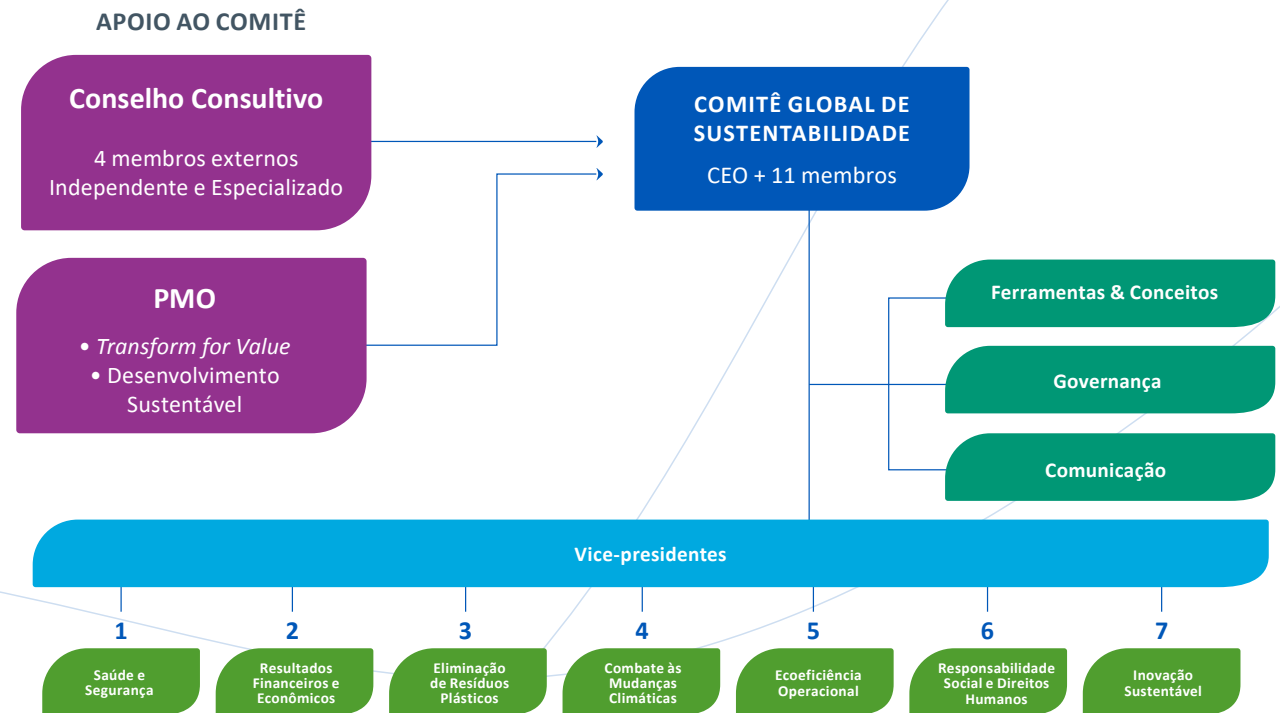 APOIO AO COMITÊ
Conselho Consultivo
4 membros externos
Independente e Especializado
PMO
• Transform for Value
• Desenvolvimento
Sustentável
COMITÊ GLOBAL DE
SUSTENTABILIDADE
CEO + 11 membros
Ferramentas & Conceitos
Governança
Comunicação
Vice-presidentes
1
Saúde e
Segurança
2
Resultados
Financeiros e
Econômicos
3
Eliminação
de Resíduos
Plásticos
4
Combate às
Mudanças
Climáticas
5
Ecoeficiência
Operacional
6
Responsabilidade
Social e Direitos
Humanos
7
Inovação
Sustentável